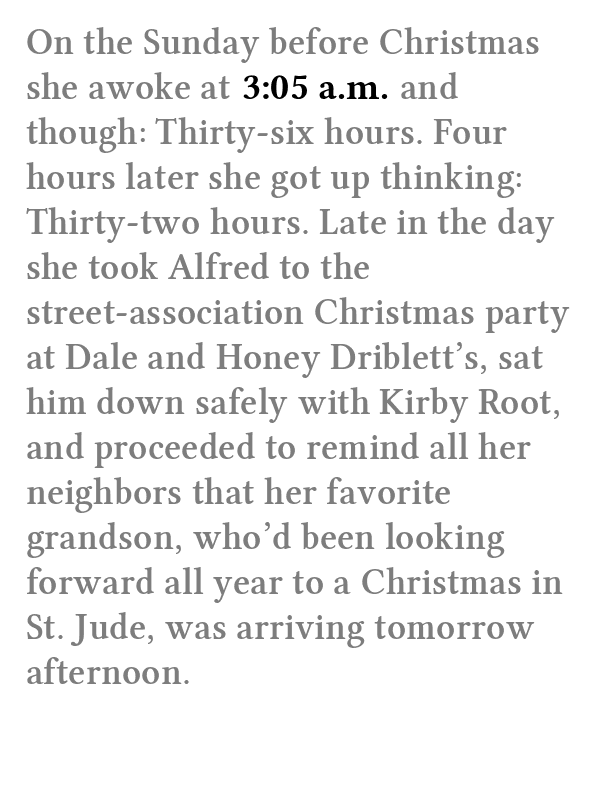 On the Sunday before Christmas
she awoke at 3:05 a.m. and
though: Thirty-six hours. Four
hours later she got up thinking:
Thirty-two hours. Late in the day
she took Alfred to the
street-association Christmas party
at Dale and Honey Driblett’s, sat
him down safely with Kirby Root,
and proceeded to remind all her
neighbors that her favorite
grandson, who’d been looking
forward all year to a Christmas in
St. Jude, was arriving tomorrow
afternoon.